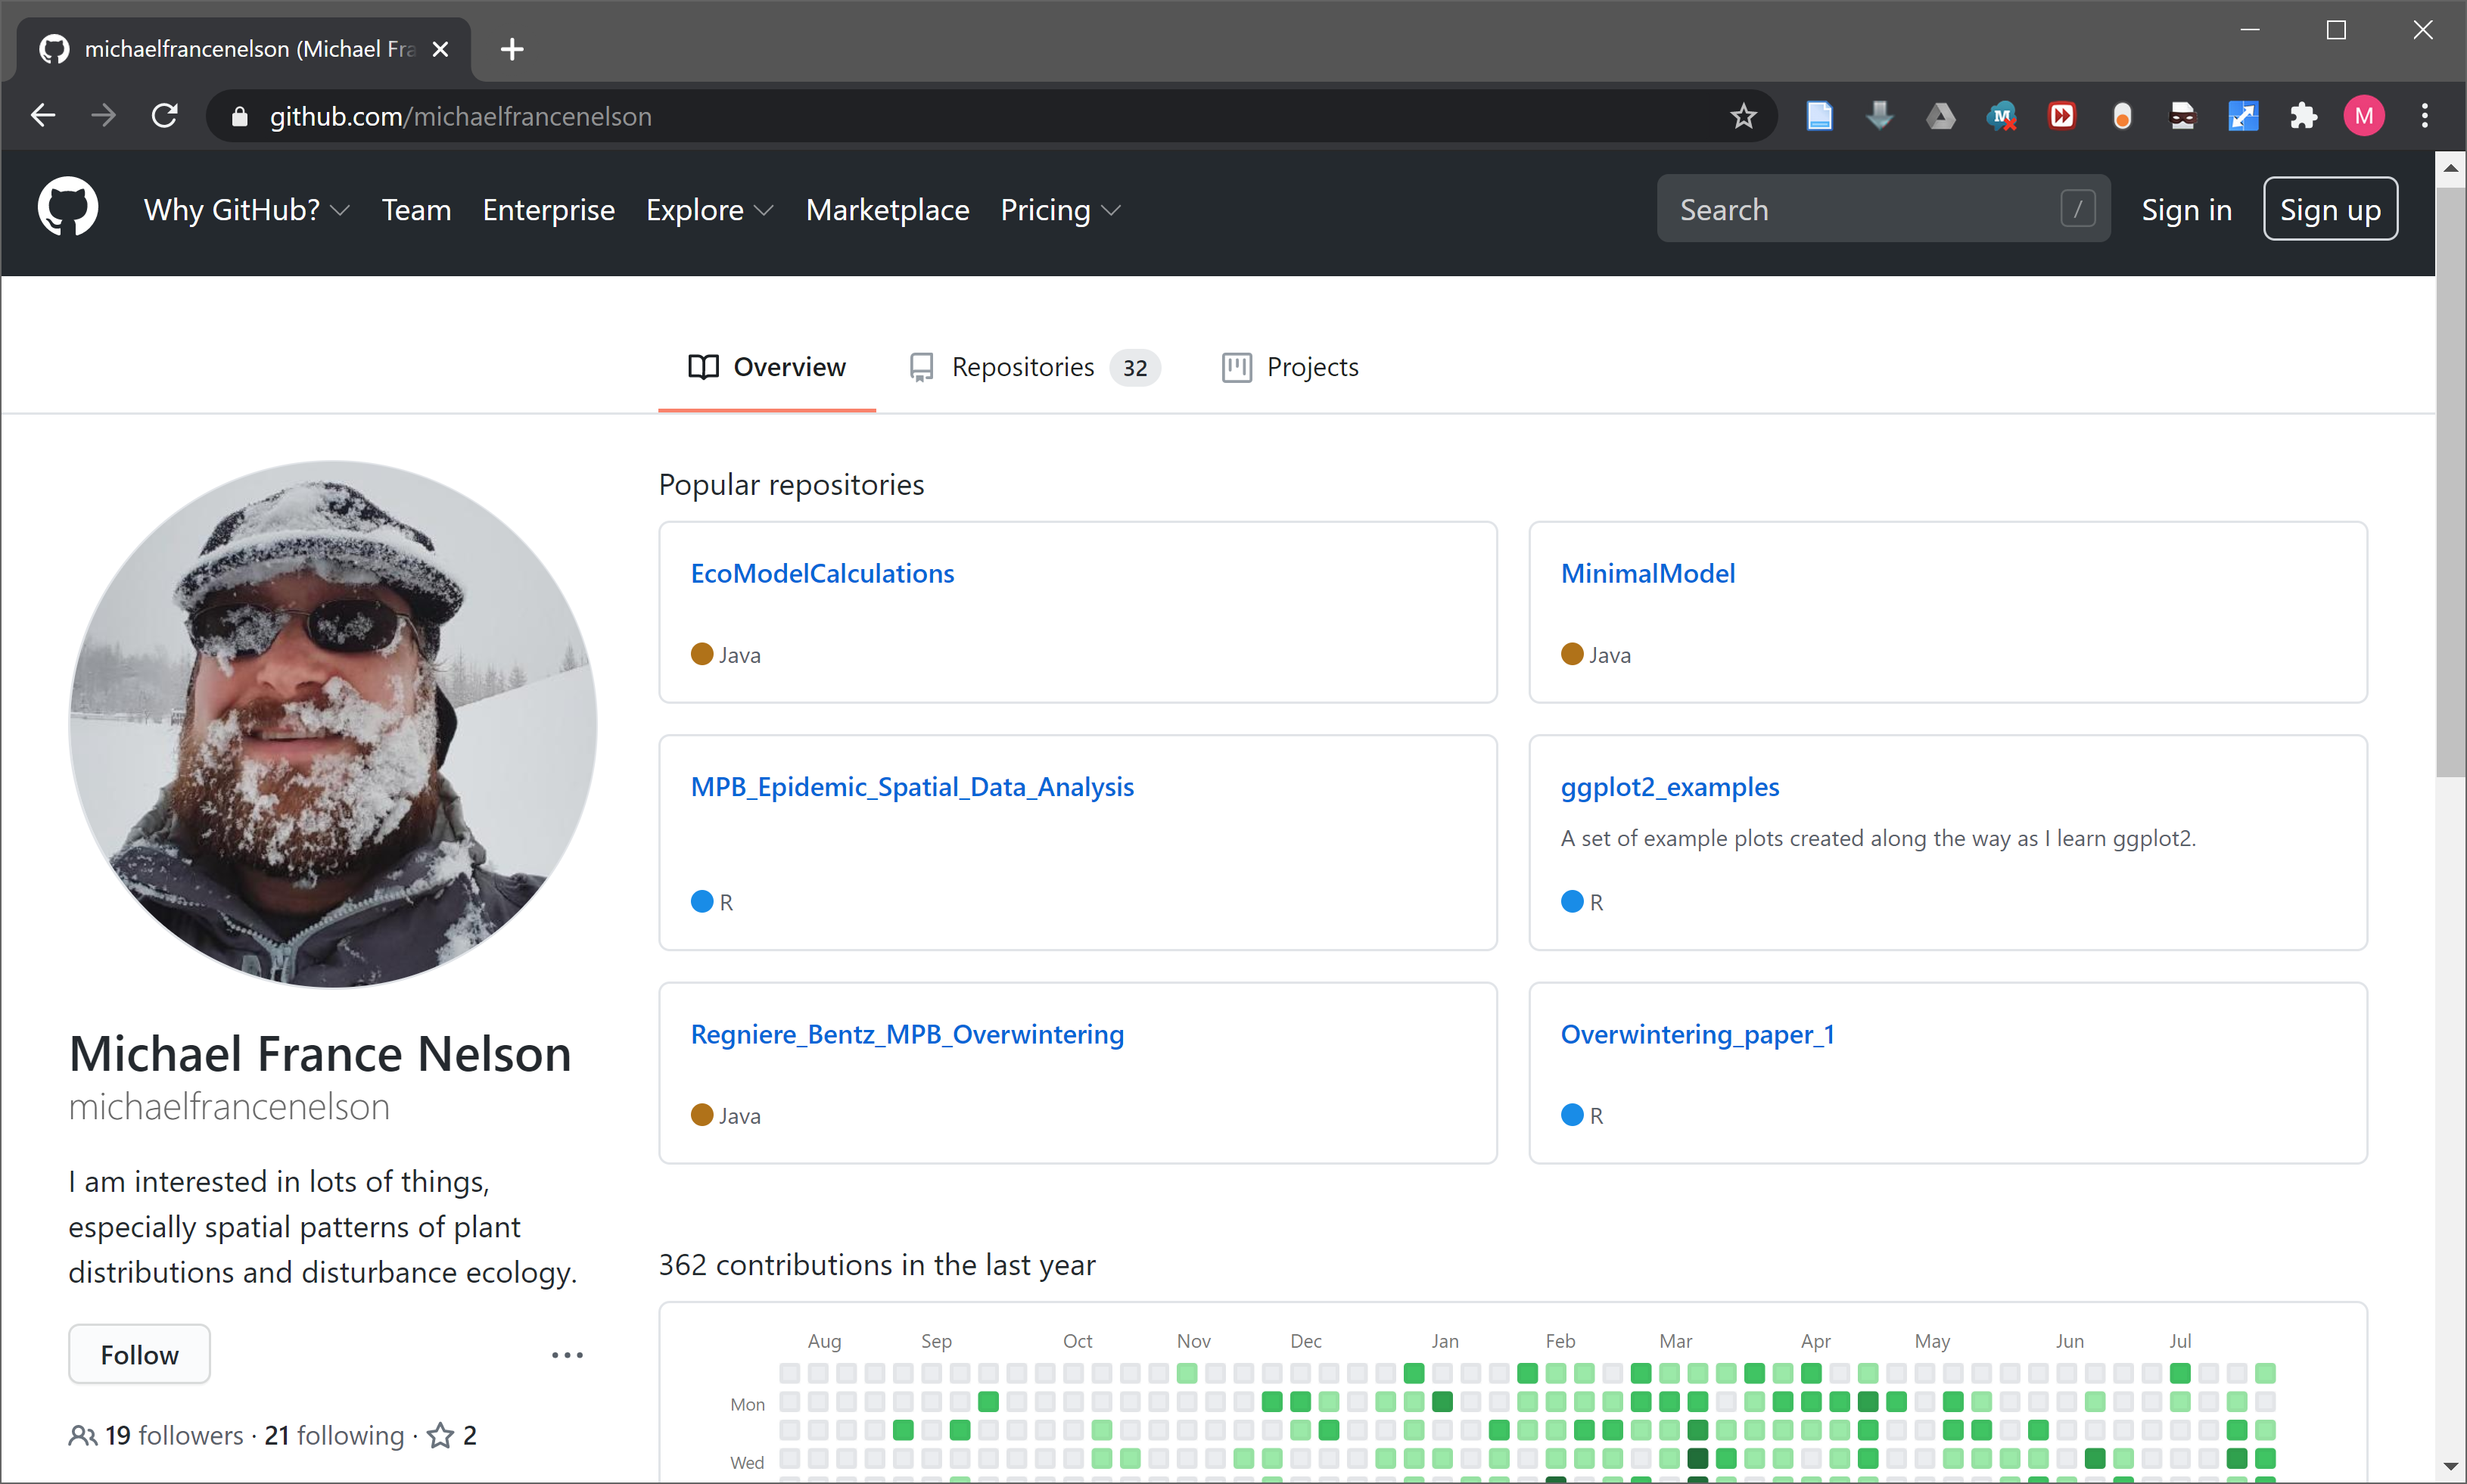 michaelfrancenelson (Michael Fra
github.com/michaelfrancenelson
M
M
Why GitHub? Team Enterprise Explore Marketplace Pricing Search / Sign in Sign up
Overview Repositories 32 Projects
Popular repositories
EcoModelCalculations
Java
MinimalModel
Java
MPB_Epidemic_Spatial_Data_Analysis
R
ggplot2_examples
A set of example plots created along the way as I learn ggplot2.
R
Regniere_Bentz_MPB_Overwintering
Java
Overwintering_paper_1
R
Michael France Nelson
michaelfrancenelson
I am interested in lots of things,
especially spatial patterns of plant
distributions and disturbance ecology.
Follow
19 followers · 21 following · 2
362 contributions in the last year
Aug Sep Oct Nov Dec Jan Feb Mar Apr May Jun Jul
Mon
Wed